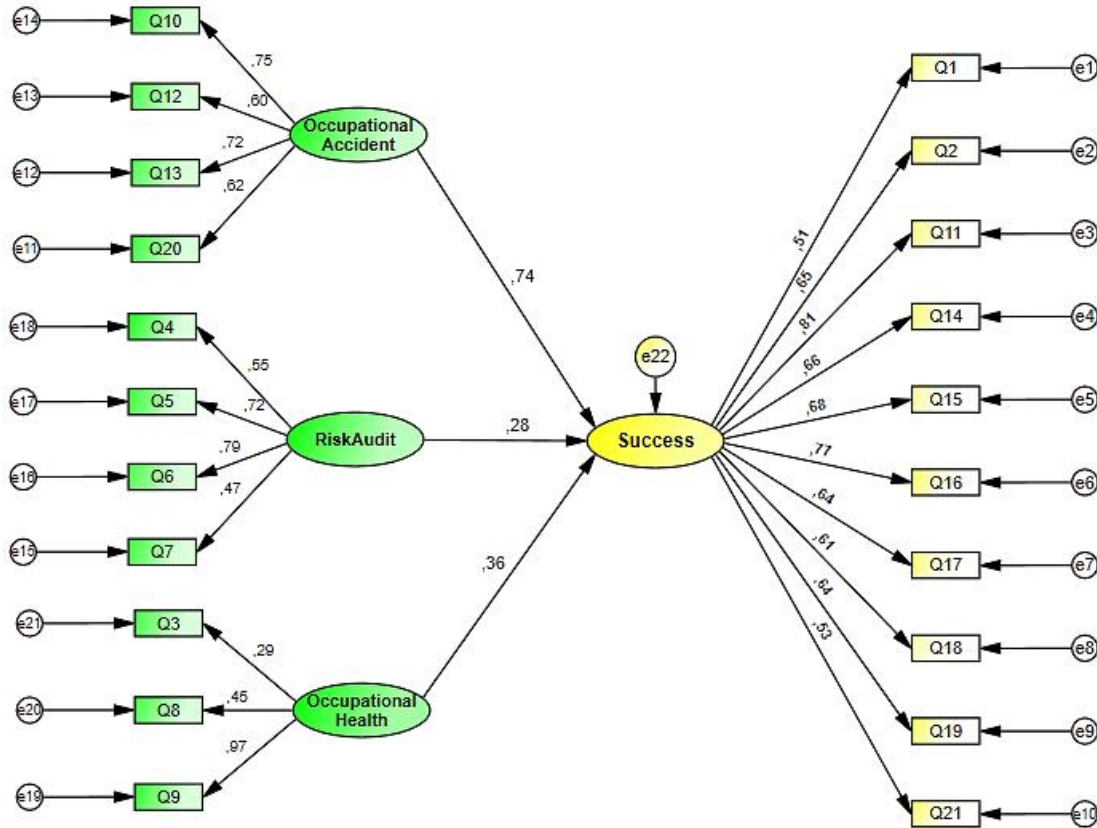 e14
Q10
,75
e13
Q12
,60
e12
Q13
,72
e11
Q20
,62
Occupational
Accident
,74
e18
Q4
,55
e17
Q5
,72
e16
Q6
,79
e15
Q7
,47
RiskAudit
,28
e21
Q3
,29
e20
Q8
,45
e19
Q9
,97
Occupational
Health
,36
e22
Success
,51
Q1
e1
,65
Q2
e2
,81
Q11
e3
,66
Q14
e4
,68
Q15
e5
,77
Q16
e6
,64
Q17
e7
,61
Q18
e8
,64
Q19
e9
,53
Q21
e10